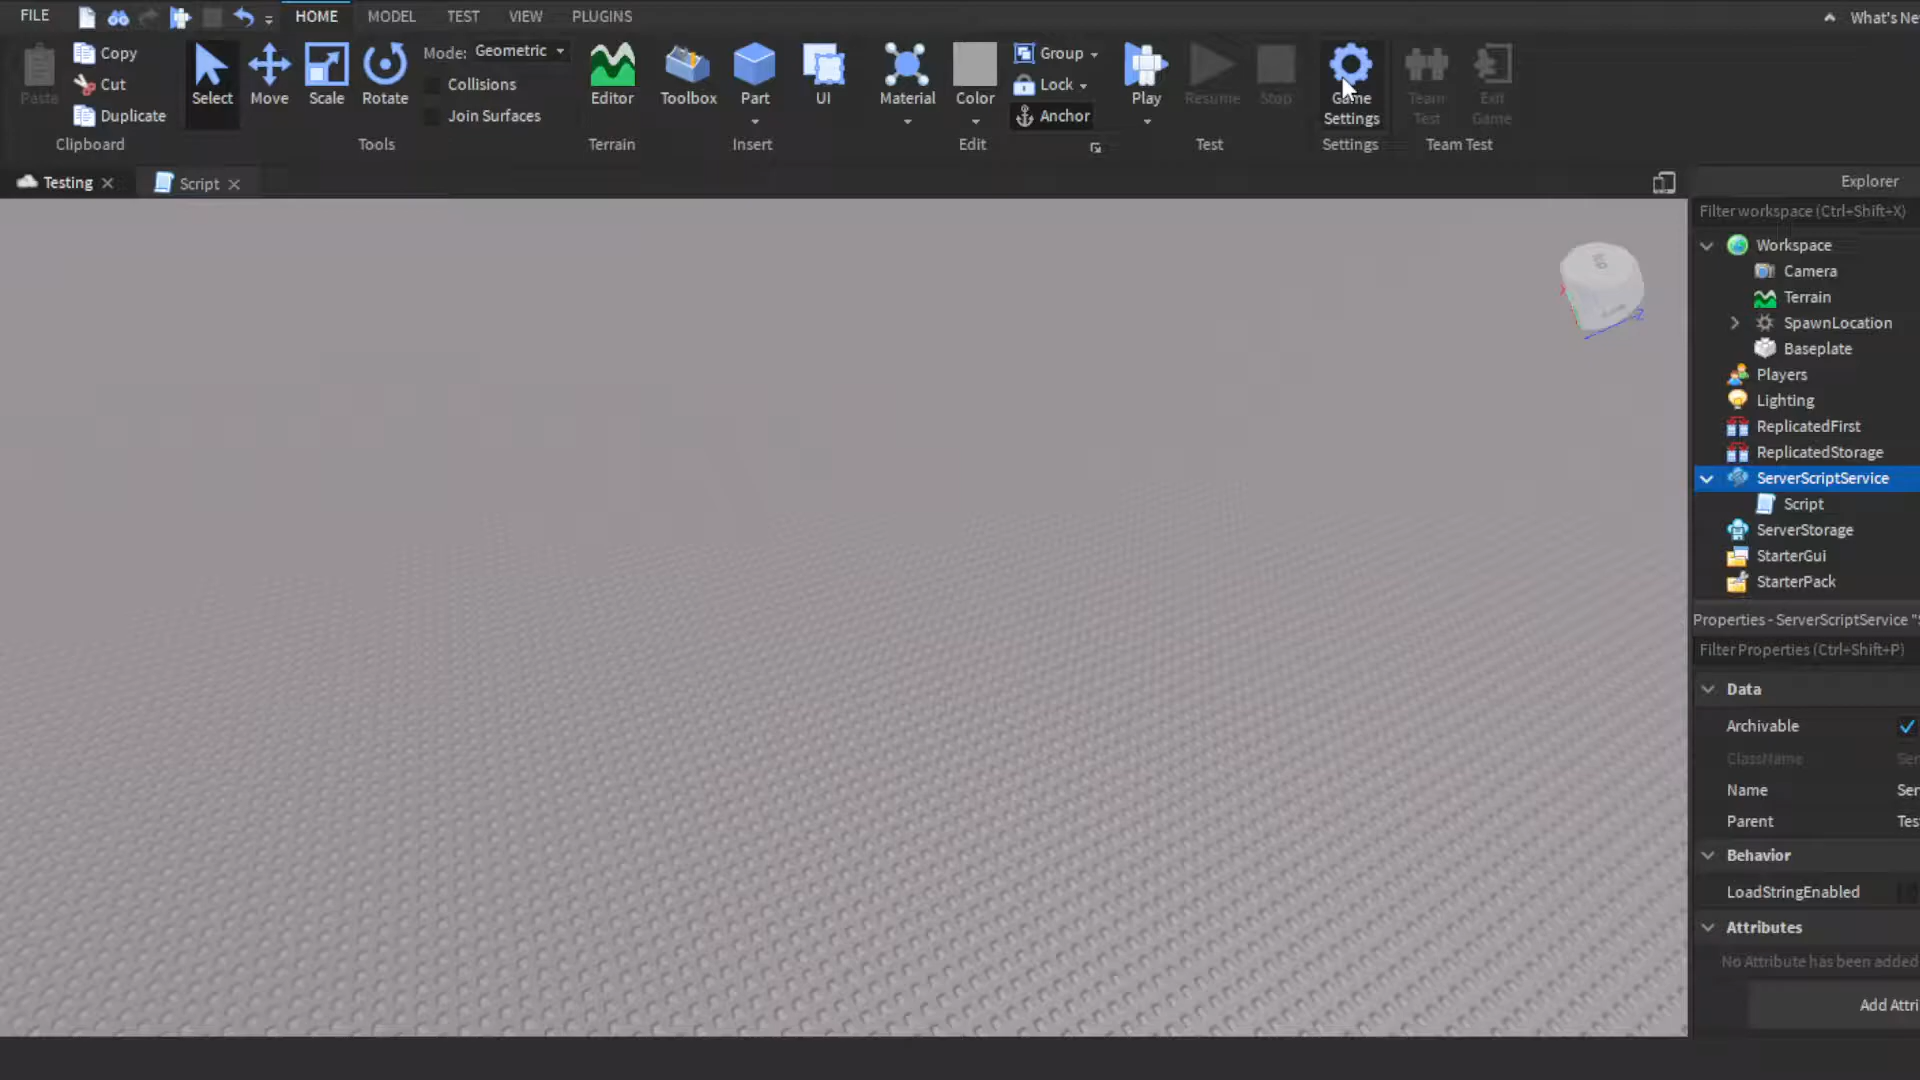 FILE HOME MODEL TEST VIEW PLUGINS What's Ne
Paste Copy Cut Duplicate
Clipboard
Select Move Scale Rotate
Mode: Geometric
Collisions
Join Surfaces
Tools
Editor
Terrain
Toolbox Part UI
Insert
Material Color
Group
Lock
Anchor
Edit
Play Resume Stop
Test
Game
Settings
Settings
Team
Test
Exit
Game
Team Test
Testing
Script
Explorer
Filter workspace (Ctrl+Shift+X)
Workspace
Camera
Terrain
SpawnLocation
Baseplate
Players
Lighting
ReplicatedFirst
ReplicatedStorage
ServerScriptService
Script
ServerStorage
StarterGui
StarterPack
Properties - ServerScriptService "S
Filter Properties (Ctrl+Shift+P)
Data
Archivable
ClassName Ser
Name Ser
Parent Tes
Behavior
LoadStringEnabled
Attributes
No Attribute has been added
Add Attri
X
Z